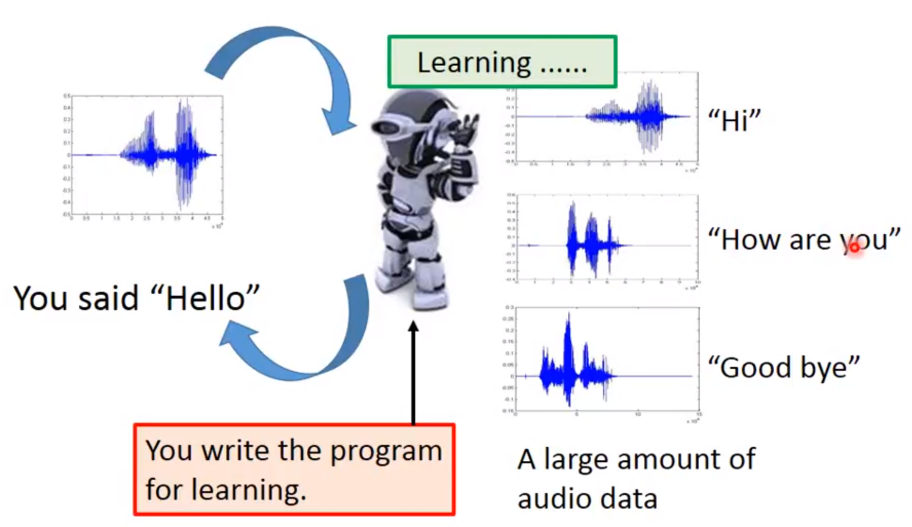 Learning ......
“Hi”
“How are you”
You said “Hello”
“Good bye”
You write the program
for learning.
A large amount of
audio data